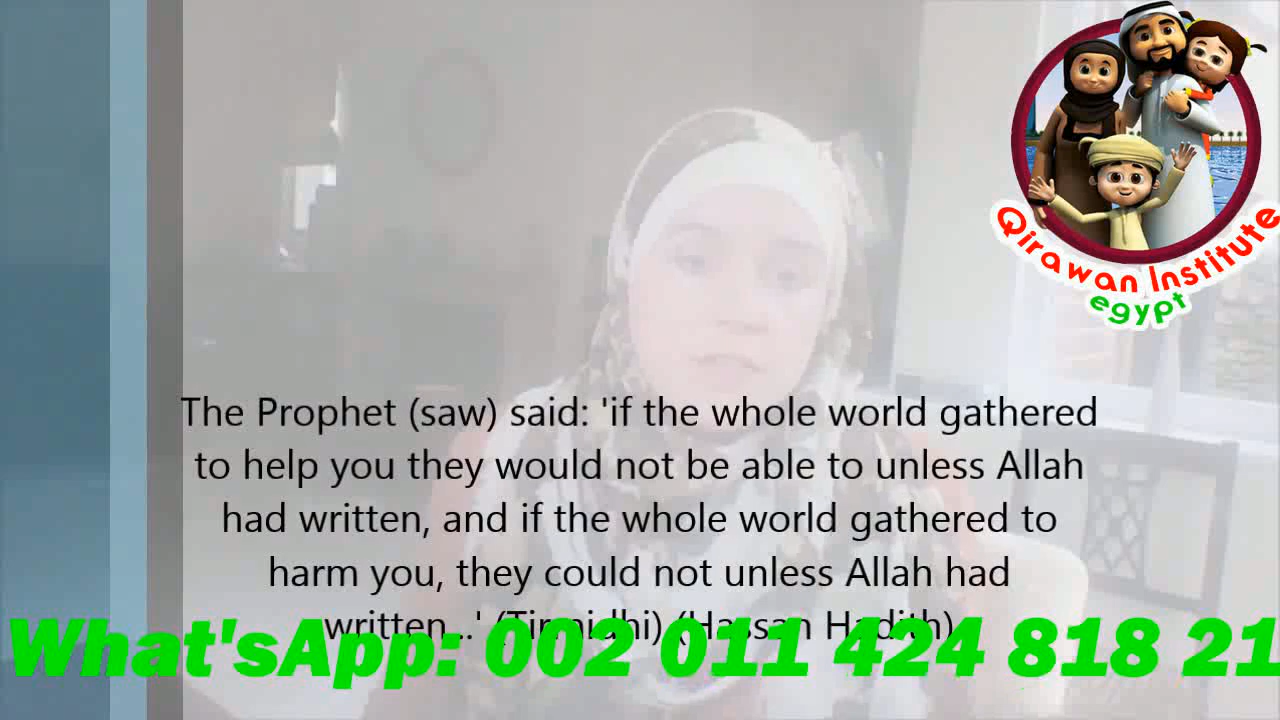 Qirawan Institute
egypt
The Prophet (saw) said: 'if the whole world gathered
to help you they would not be able to unless Allah
had written, and if the whole world gathered to
harm you, they could not unless Allah had
written...' (Tirmidhi) (Hassan Hadith)
What'sApp: 002 011 424 818 21